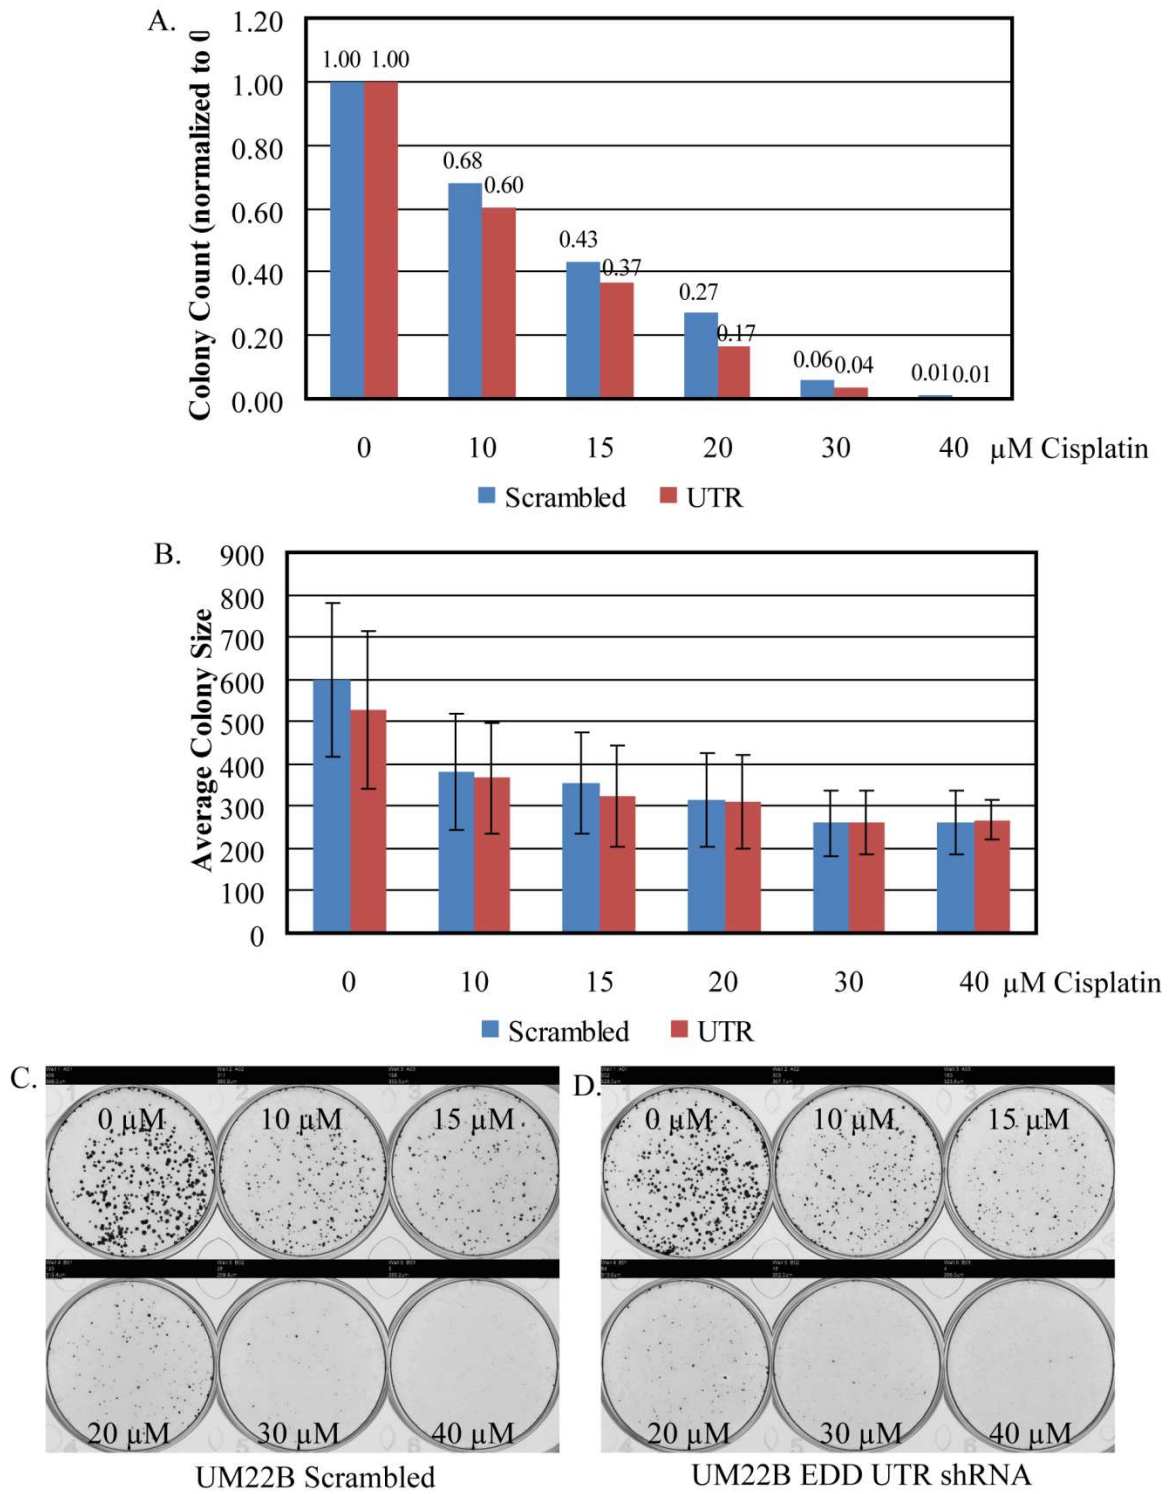 A.
Colony Count (normalized to 0
1.20
1.00
0.80
0.60
0.40
0.20
0.00
1.00 1.00
0.68
0.60
0.43
0.37
0.27
0.17
0.06 0.04
0.01 0.01
0 10 15 20 30 40 µM Cisplatin
Scrambled UTR
B.
Average Colony Size
900
800
700
600
500
400
300
200
100
0
0 10 15 20 30 40 µM Cisplatin
Scrambled UTR
C.
0 µM 10 µM 15 µM
20 µM 30 µM 40 µM
UM22B Scrambled
D.
0 µM 10 µM 15 µM
20 µM 30 µM 40 µM
UM22B EDD UTR shRNA